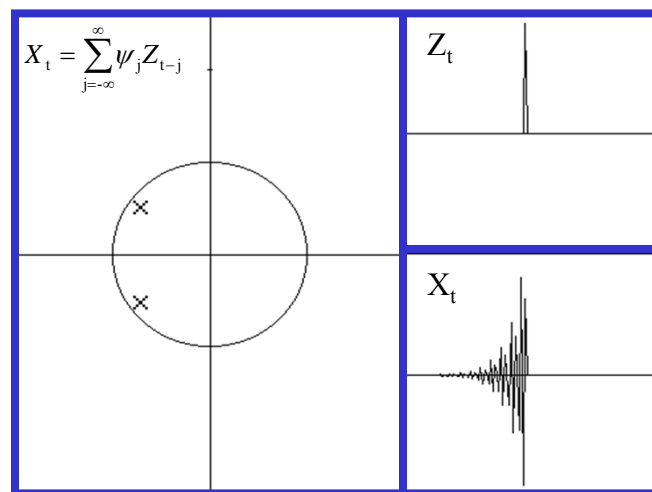 X_t = \sum_{j=-\infty}^{\infty} \psi_j Z_{t-j}
Z_t
X_t